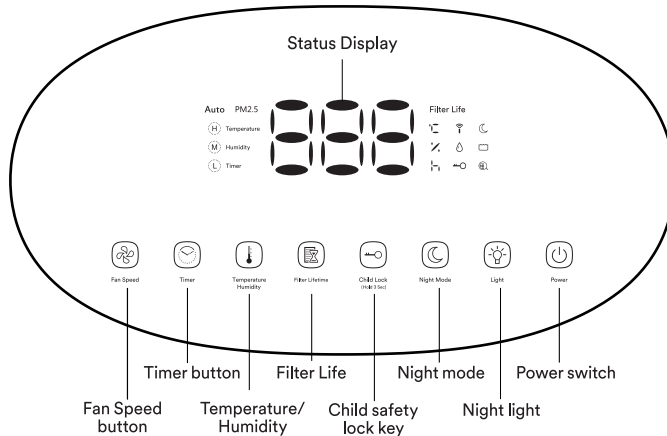 Status Display
Auto PM2.5
Filter Life
H Temperature
M Humidity
L Timer
Fan Speed
Timer
Temperature
Humidity
Filter Lifetime
Child Lock
(Hold 3 Sec)
Night Mode
Light
Power
Timer button
Filter Life
Night mode
Power switch
Fan Speed
button
Temperature/
Humidity
Child safety
lock key
Night light